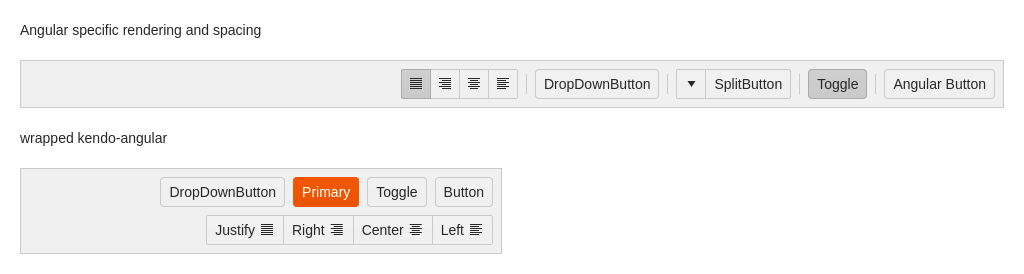 Angular specific rendering and spacing
DropDownButton SplitButton Toggle Angular Button
wrapped kendo-angular
DropDownButton Primary Toggle Button
Justify Right Center Left